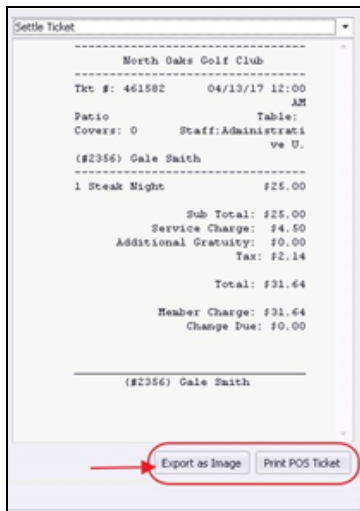 Settle Ticket
North Oaks Golf Club
Tkt #: 461582 04/13/17 12:00
AM
Patio Table:
Covers: 0 Staff:Administrati
ve U.
(#2356) Gale Smith
1 Steak Night $25.00
Sub Total: $25.00
Service Charge: $4.50
Additional Gratuity: $0.00
Tax: $2.14
Total: $31.64
Member Charge: $31.64
Change Due: $0.00
(#2356) Gale Smith
Export as Image Print POS Ticket